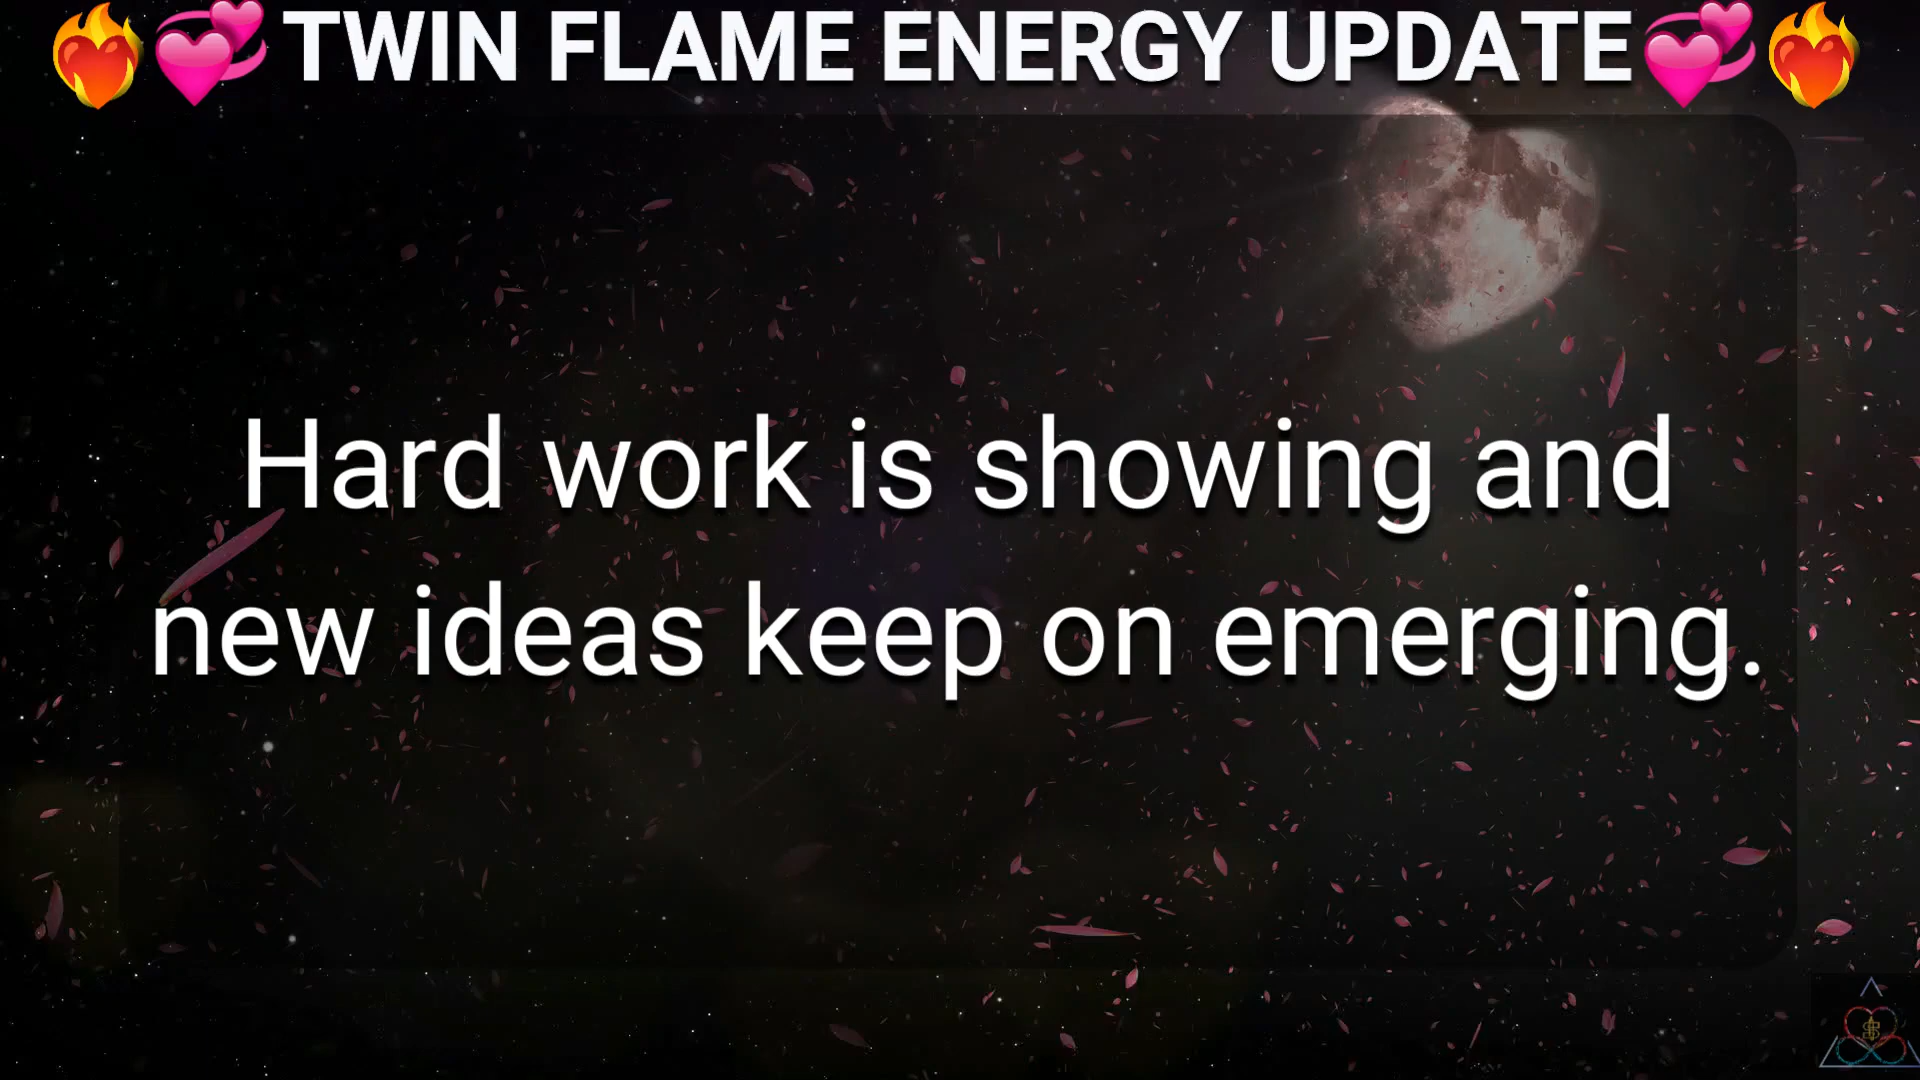 ❤️‍🔥💞TWIN FLAME ENERGY UPDATE💞❤️‍🔥
Hard work is showing and
new ideas keep on emerging.